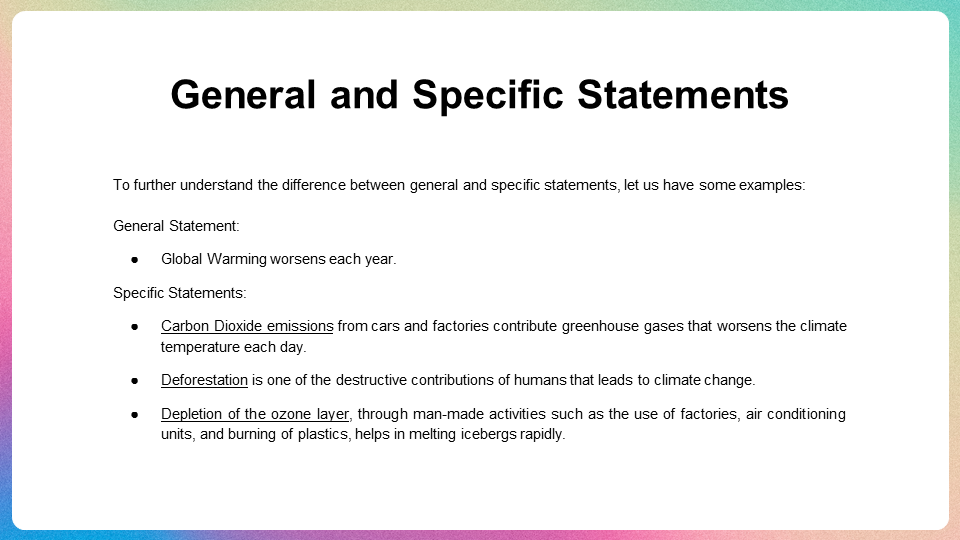 General and Specific Statements
To further understand the difference between general and specific statements, let us have some examples:
General Statement:
● Global Warming worsens each year.
Specific Statements:
● Carbon Dioxide emissions from cars and factories contribute greenhouse gases that worsens the climate
temperature each day.
● Deforestation is one of the destructive contributions of humans that leads to climate change.
● Depletion of the ozone layer, through man-made activities such as the use of factories, air conditioning
units, and burning of plastics, helps in melting icebergs rapidly.